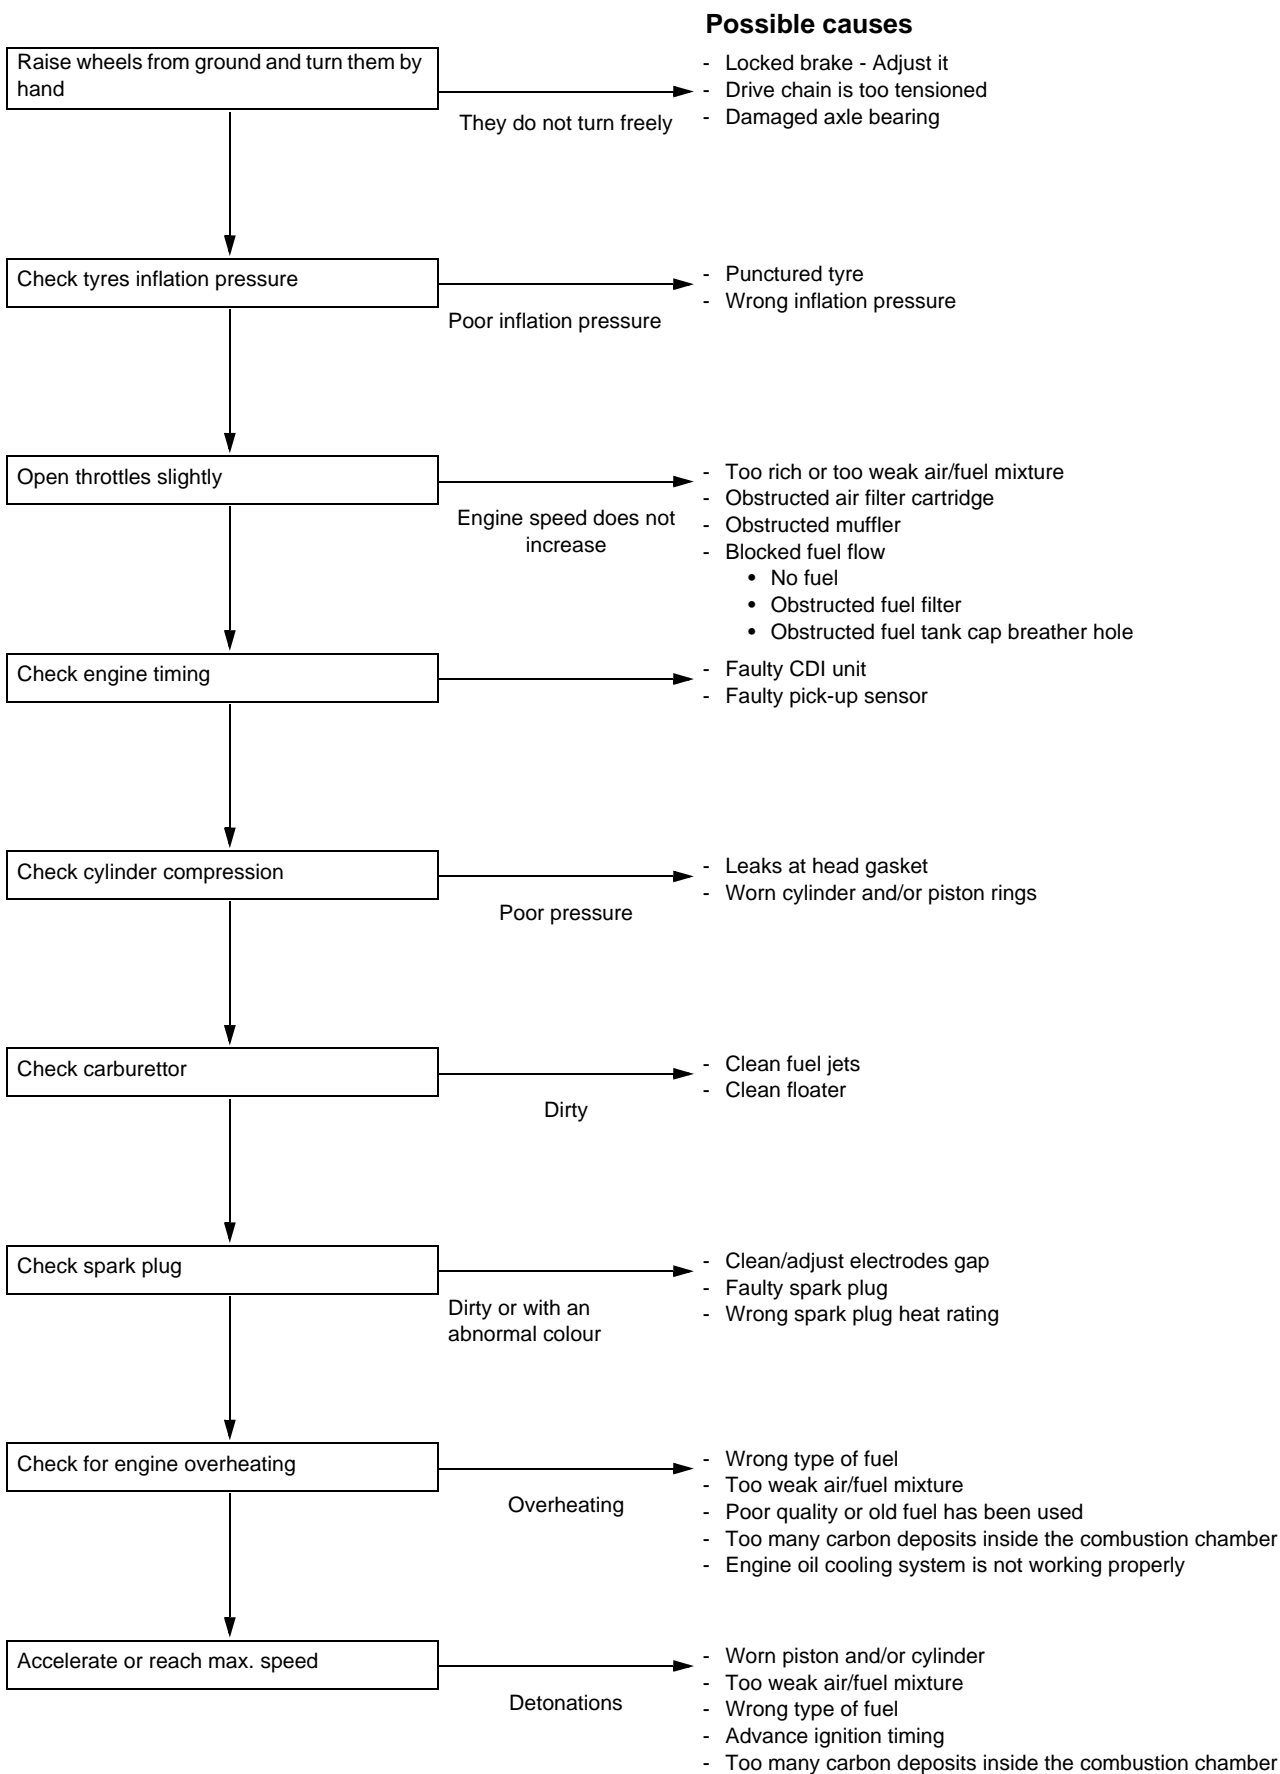 Possible causes
Raise wheels from ground and turn them by
hand
They do not turn freely
- Locked brake - Adjust it
- Drive chain is too tensioned
- Damaged axle bearing
Check tyres inflation pressure
Poor inflation pressure
- Punctured tyre
- Wrong inflation pressure
Open throttles slightly
Engine speed does not
increase
- Too rich or too weak air/fuel mixture
- Obstructed air filter cartridge
- Obstructed muffler
- Blocked fuel flow
• No fuel
• Obstructed fuel filter
• Obstructed fuel tank cap breather hole
Check engine timing
- Faulty CDI unit
- Faulty pick-up sensor
Check cylinder compression
Poor pressure
- Leaks at head gasket
- Worn cylinder and/or piston rings
Check carburettor
Dirty
- Clean fuel jets
- Clean floater
Check spark plug
Dirty or with an
abnormal colour
- Clean/adjust electrodes gap
- Faulty spark plug
- Wrong spark plug heat rating
Check for engine overheating
Overheating
- Wrong type of fuel
- Too weak air/fuel mixture
- Poor quality or old fuel has been used
- Too many carbon deposits inside the combustion chamber
- Engine oil cooling system is not working properly
Accelerate or reach max. speed
Detonations
- Worn piston and/or cylinder
- Too weak air/fuel mixture
- Wrong type of fuel
- Advance ignition timing
- Too many carbon deposits inside the combustion chamber